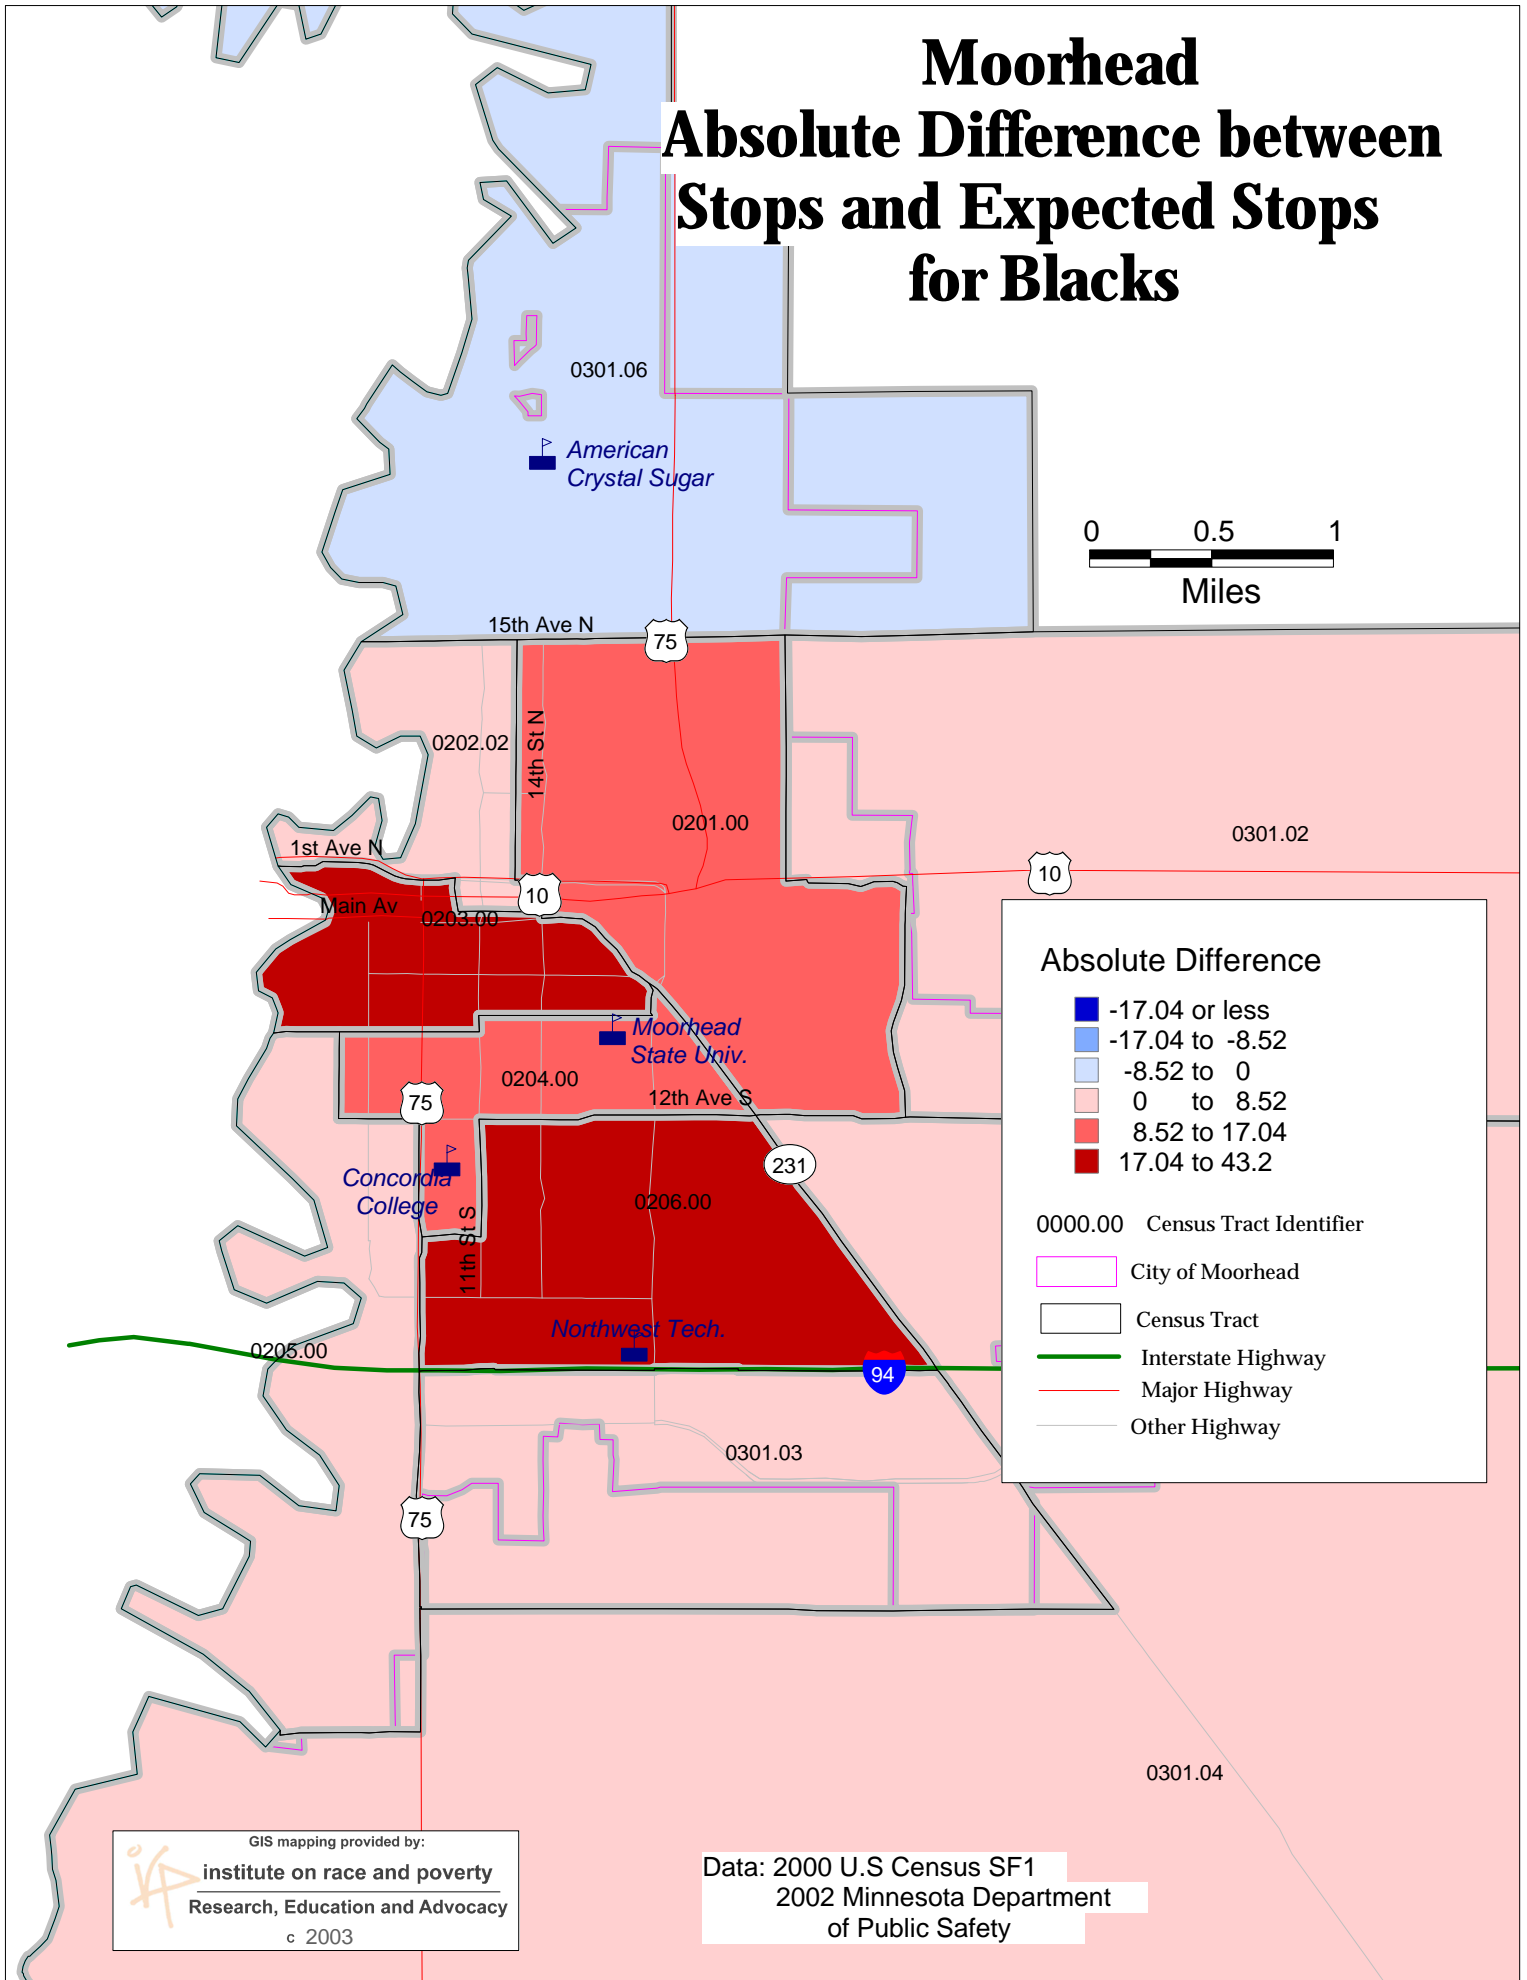 Moorhead
Absolute Difference between
Stops and Expected Stops
for Blacks
0301.06
American
Crystal Sugar
0 0.5 1
Miles
15th Ave N
75
0202.02
14th St N
0201.00
0301.02
1st Ave N
10
10
Main Av
0203.00
Moorhead
State Univ.
0204.00
12th Ave S
75
231
Concordia
College
0206.00
11th St S
Northwest Tech.
0205.00
94
0301.03
75
0301.04
Absolute Difference
-17.04 or less
-17.04 to -8.52
-8.52 to 0
0 to 8.52
8.52 to 17.04
17.04 to 43.2
0000.00 Census Tract Identifier
City of Moorhead
Census Tract
Interstate Highway
Major Highway
Other Highway
GIS mapping provided by:
irp
institute on race and poverty
Research, Education and Advocacy
c 2003
Data: 2000 U.S Census SF1
2002 Minnesota Department
of Public Safety